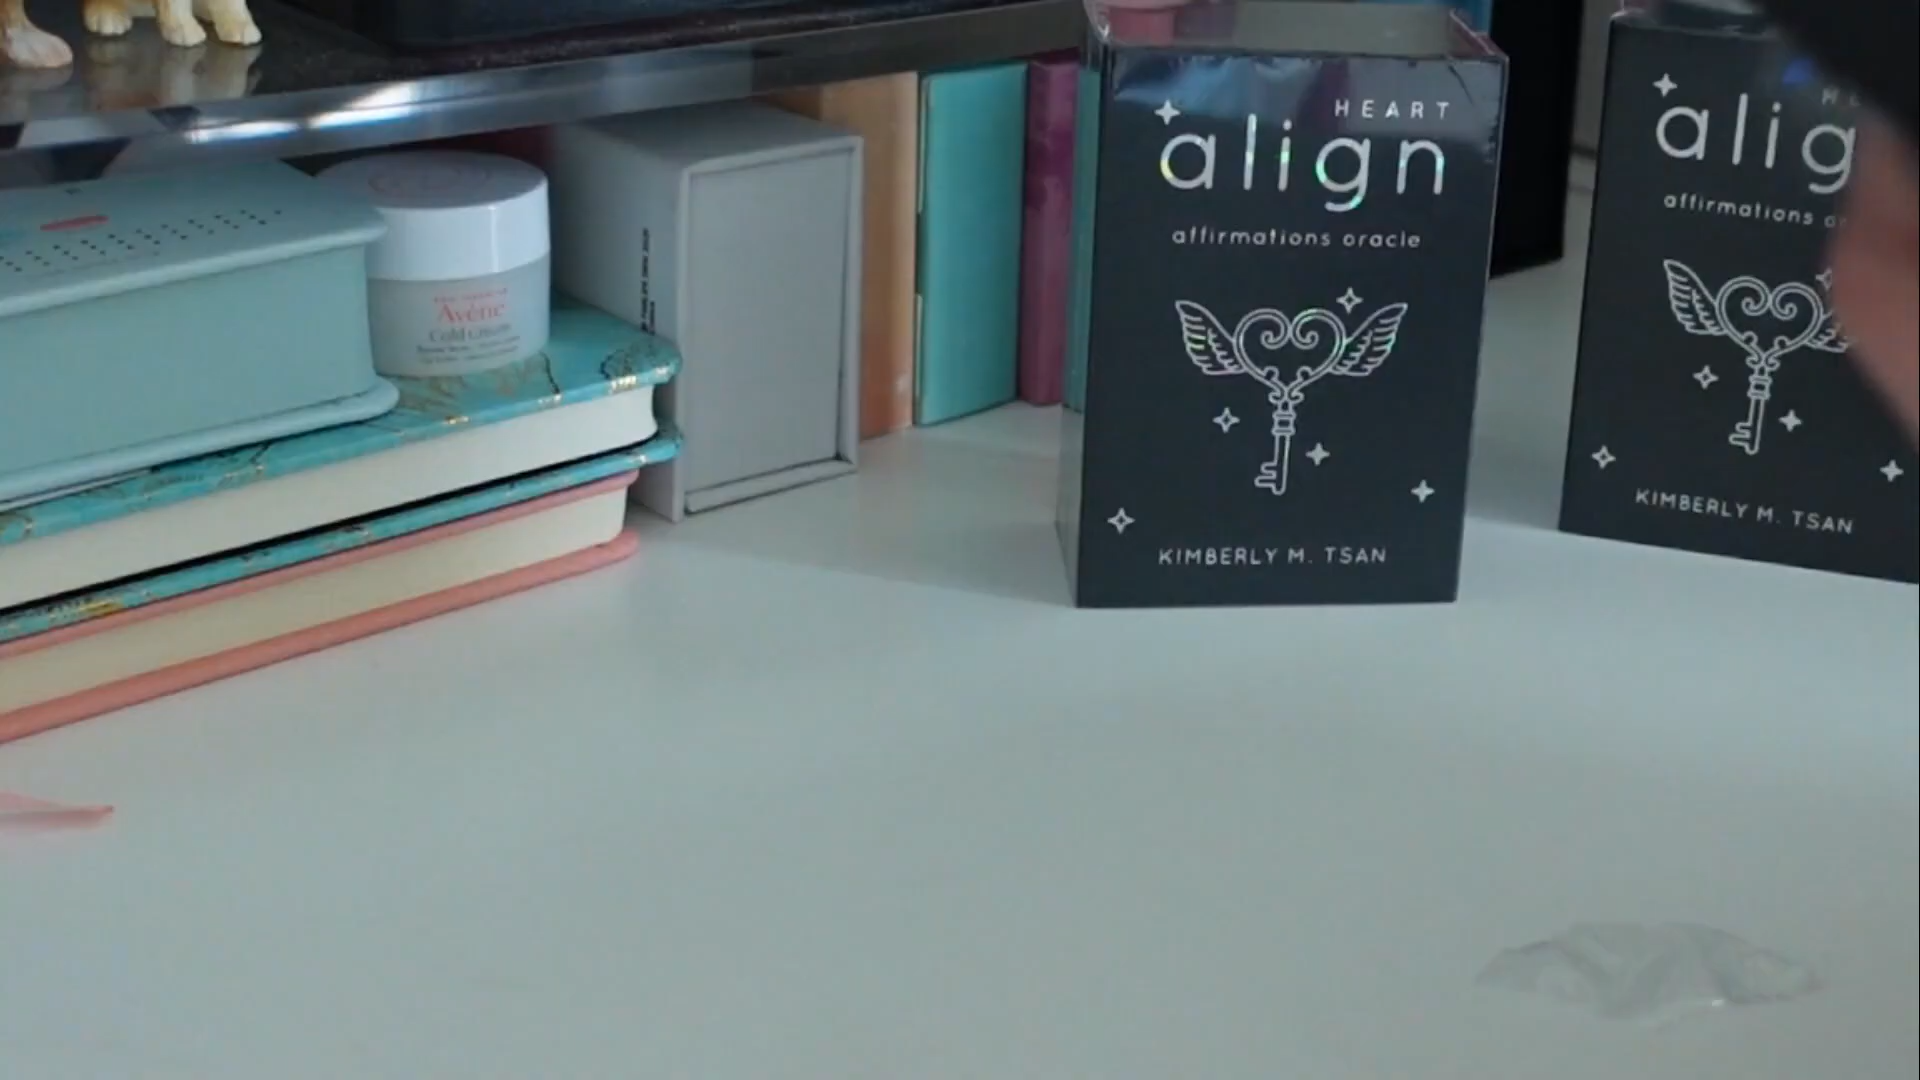 HEART
align
affirmations oracle
KIMBERLY M. TSAN
alig
affirmations
KIMBERLY M. TSAN
Avène
Cold Cream